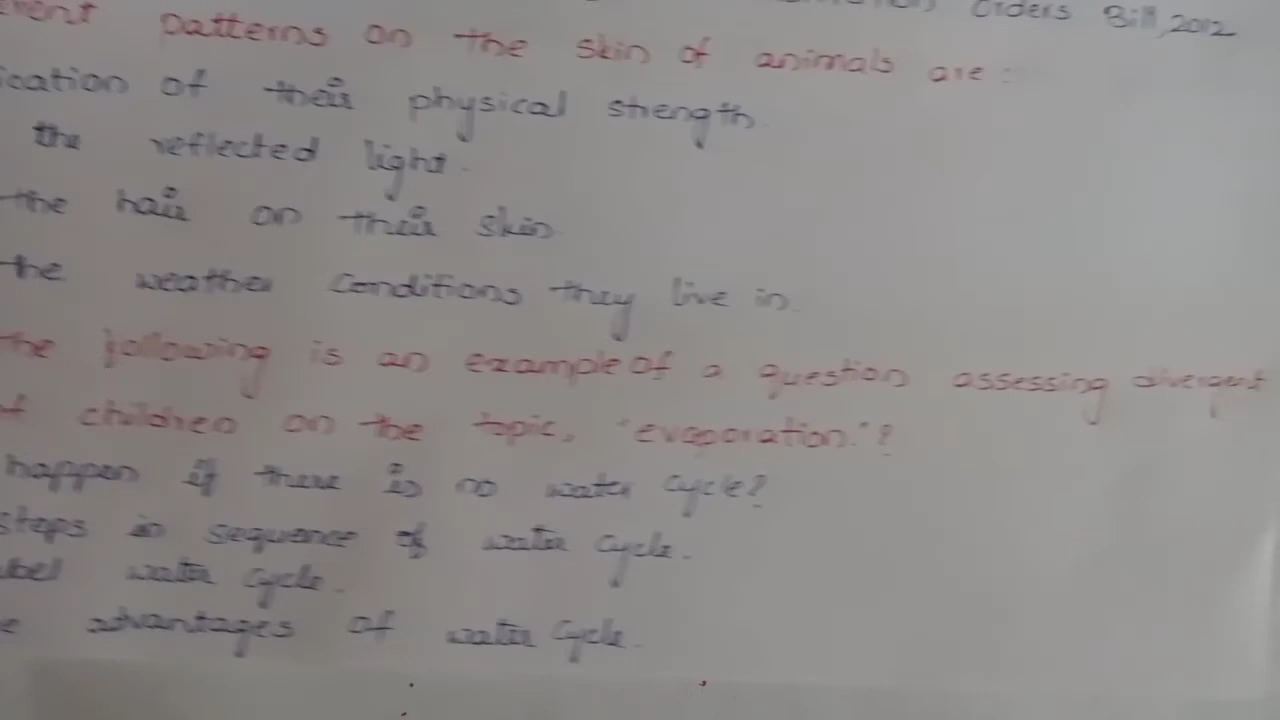 Orders Bill, 2012
patterns on the skin of animals are:
ication of their physical strength.
the reflected light.
the hair on their skin
the weather conditions they live in.
the following is an example of a question assessing divergent
of children on the topic, "evaporation."?
happen if there is no water cycle?
steps in sequence of water cycle.
abel water cycle.
e advantages of water cycle.